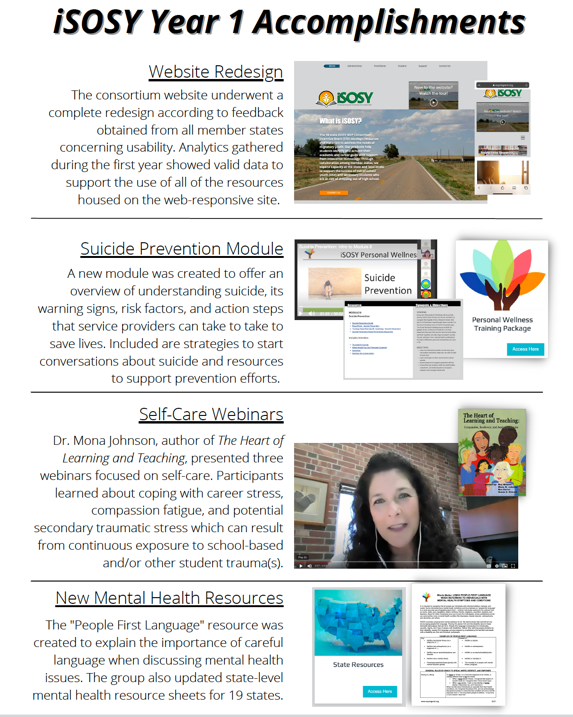 iSOSY Year 1 Accomplishments
Website Redesign
The consortium website underwent a
complete redesign according to feedback
obtained from all member states
concerning usability. Analytics gathered
during the first year showed valid data to
support the use of all of the resources
housed on the web-responsive site.
iSOSY
What is iSOSY?
New to the website?
Watch the tour!
iSOSY
Suicide Prevention Module
A new module was created to offer an
overview of understanding suicide, its
warning signs, risk factors, and action steps
that service providers can take to take to
save lives. Included are strategies to start
conversations about suicide and resources
to support prevention efforts.
iSOSY Personal Wellnes
Suicide
Prevention
Personal Wellness
Training Package
Access Here
Self-Care Webinars
Dr. Mona Johnson, author of The Heart of
Learning and Teaching, presented three
webinars focused on self-care. Participants
learned about coping with career stress,
compassion fatigue, and potential
secondary traumatic stress which can result
from continuous exposure to school-based
and/or other student trauma(s).
The Heart of
Learning and Teaching:
New Mental Health Resources
The "People First Language" resource was
created to explain the importance of careful
language when discussing mental health
issues. The group also updated state-level
mental health resource sheets for 19 states.
State Resources
Access Here